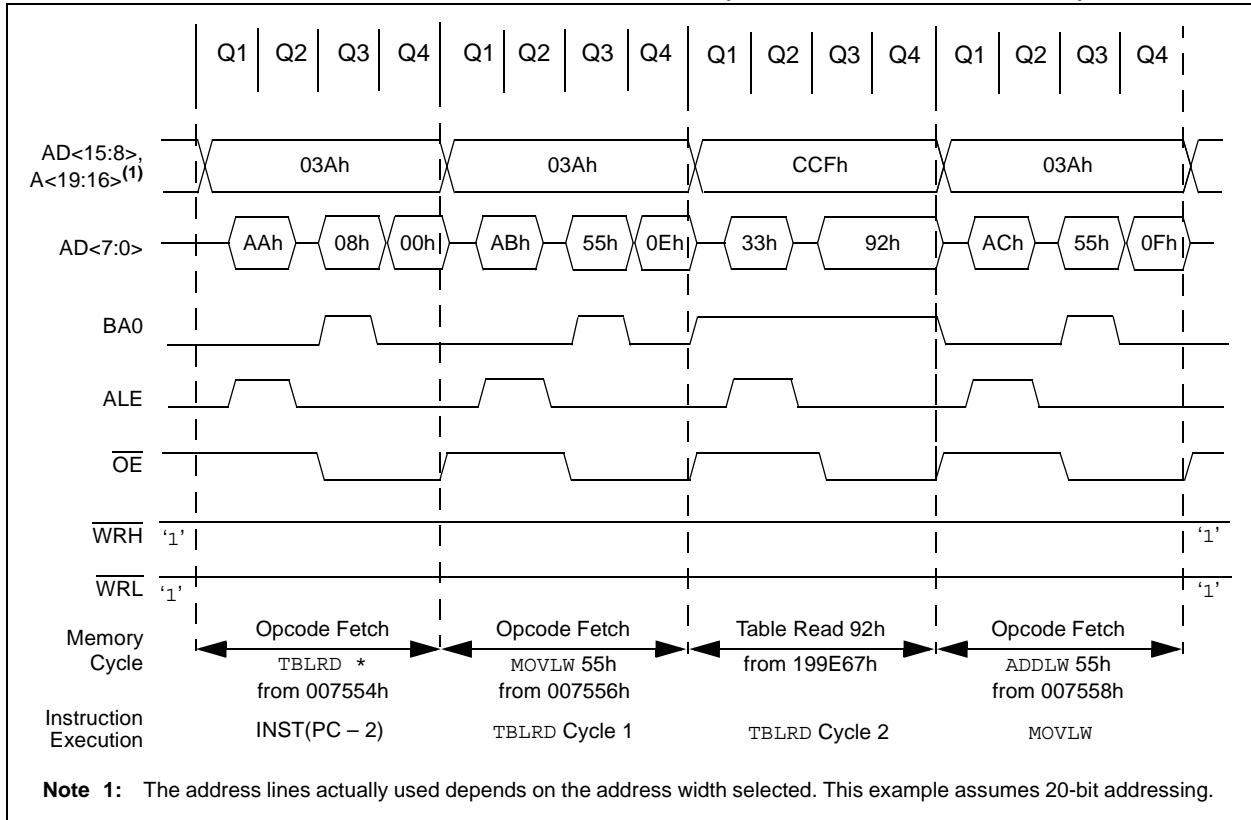 Q1 Q2 Q3 Q4 Q1 Q2 Q3 Q4 Q1 Q2 Q3 Q4 Q1 Q2 Q3 Q4
AD<15:8>,
A<19:16>(1)
03Ah 03Ah CCFh 03Ah
AD<7:0> AAh 08h 00h ABh 55h 0Eh 33h 92h ACh 55h 0Fh
BA0
ALE
OE
WRH '1' '1'
WRL '1' '1'
Memory
Cycle
Opcode Fetch
TBLRD *
from 007554h
Opcode Fetch
MOVLW 55h
from 007556h
Table Read 92h
from 199E67h
Opcode Fetch
ADDLW 55h
from 007558h
Instruction
Execution
INST(PC – 2) TBLRD Cycle 1 TBLRD Cycle 2 MOVLW
Note 1: The address lines actually used depends on the address width selected. This example assumes 20-bit addressing.